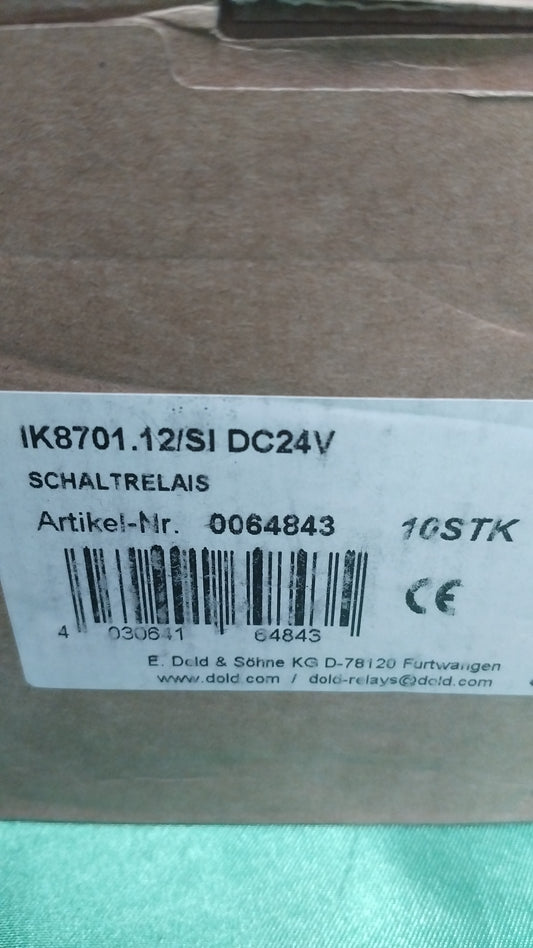 IK8701.12/SI DC24V
SCHALTRELAIS
Artikel-Nr. 0064843 10STK
CE
4 030641 64843
E. Dold & Söhne KG D-78120 Furtwangen
www.dold.com / dold-relays@dold.com